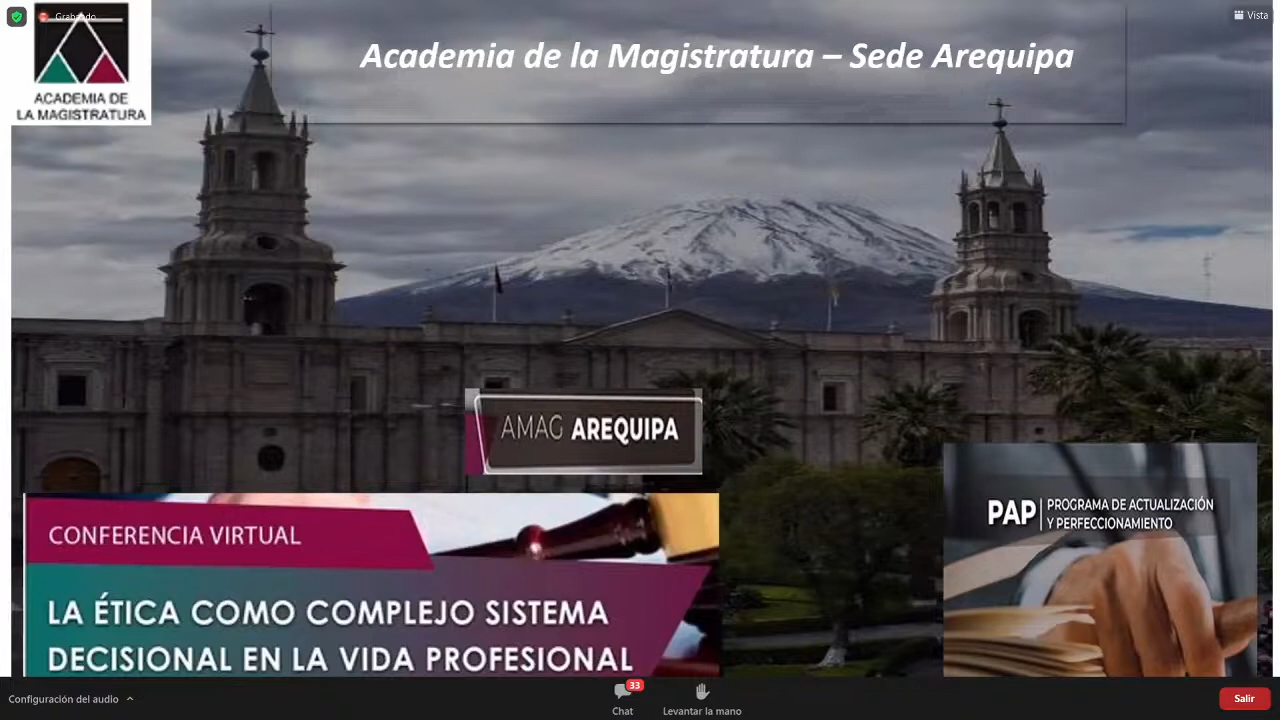 Grabando
Vista
ACADEMIA DE
LA MAGISTRATURA
Academia de la Magistratura – Sede Arequipa
AMAG AREQUIPA
CONFERENCIA VIRTUAL
LA ÉTICA COMO COMPLEJO SISTEMA
DECISIONAL EN LA VIDA PROFESIONAL
PAP PROGRAMA DE ACTUALIZACIÓN
Y PERFECCIONAMIENTO
Configuración del audio
33
Chat
Levantar la mano
Salir